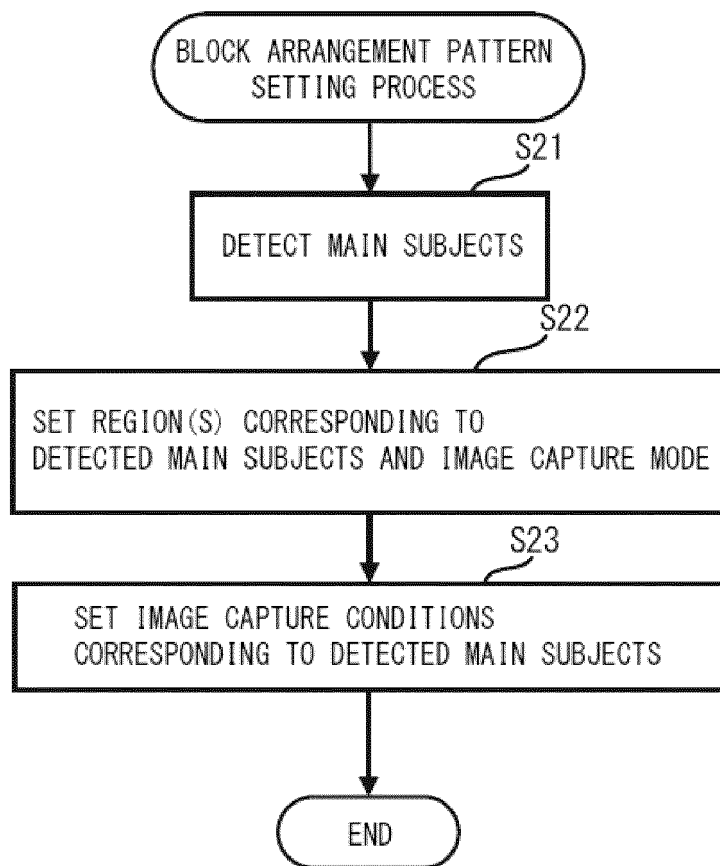 BLOCK ARRANGEMENT PATTERN
SETTING PROCESS
S21
DETECT MAIN SUBJECTS
S22
SET REGION(S) CORRESPONDING TO
DETECTED MAIN SUBJECTS AND IMAGE CAPTURE MODE
S23
SET IMAGE CAPTURE CONDITIONS
CORRESPONDING TO DETECTED MAIN SUBJECTS
END